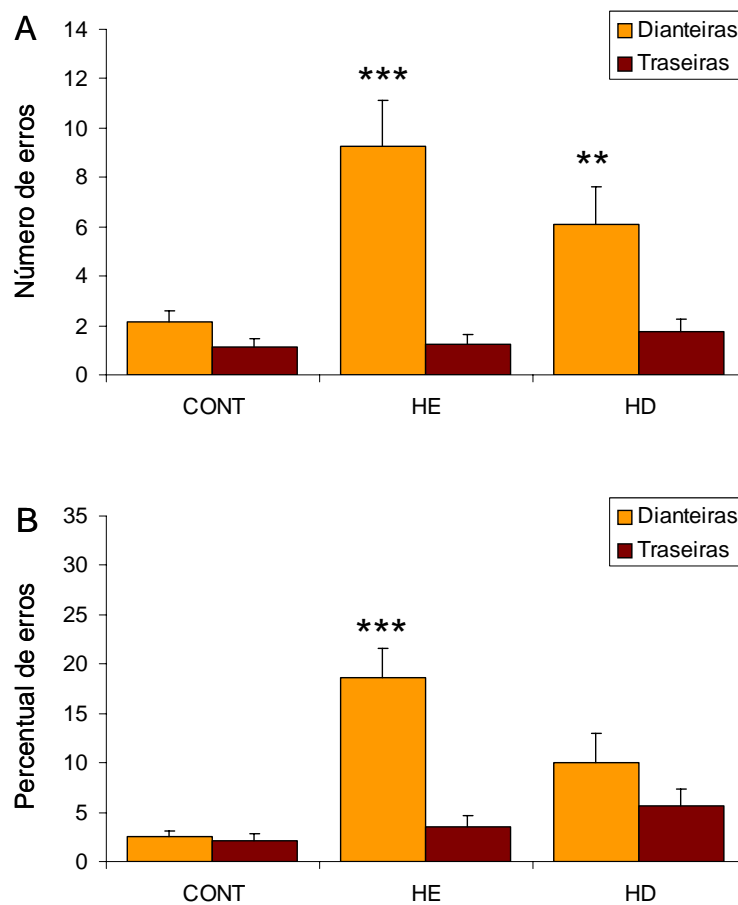 A
Dianteiras
Traseiras
Número de erros
14
12
10
8
6
4
2
0
***
**
CONT HE HD
B
Dianteiras
Traseiras
Percentual de erros
35
30
25
20
15
10
5
0
***
CONT HE HD